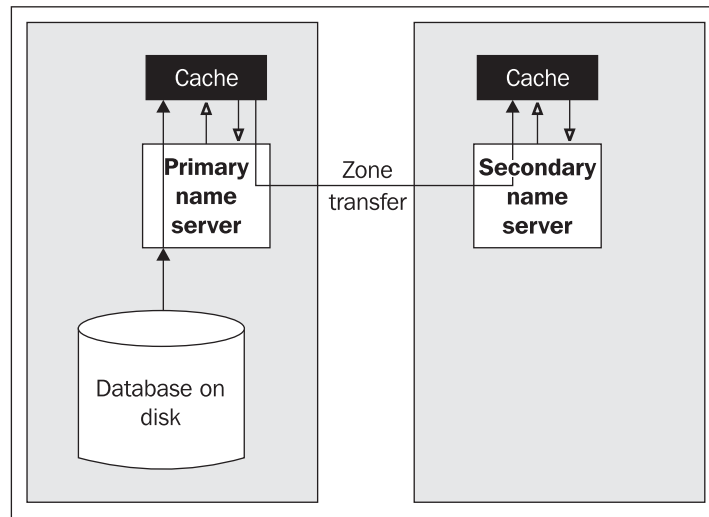 Cache
Primary
name
server
Database on
disk
Zone
transfer
Cache
Secondary
name
server